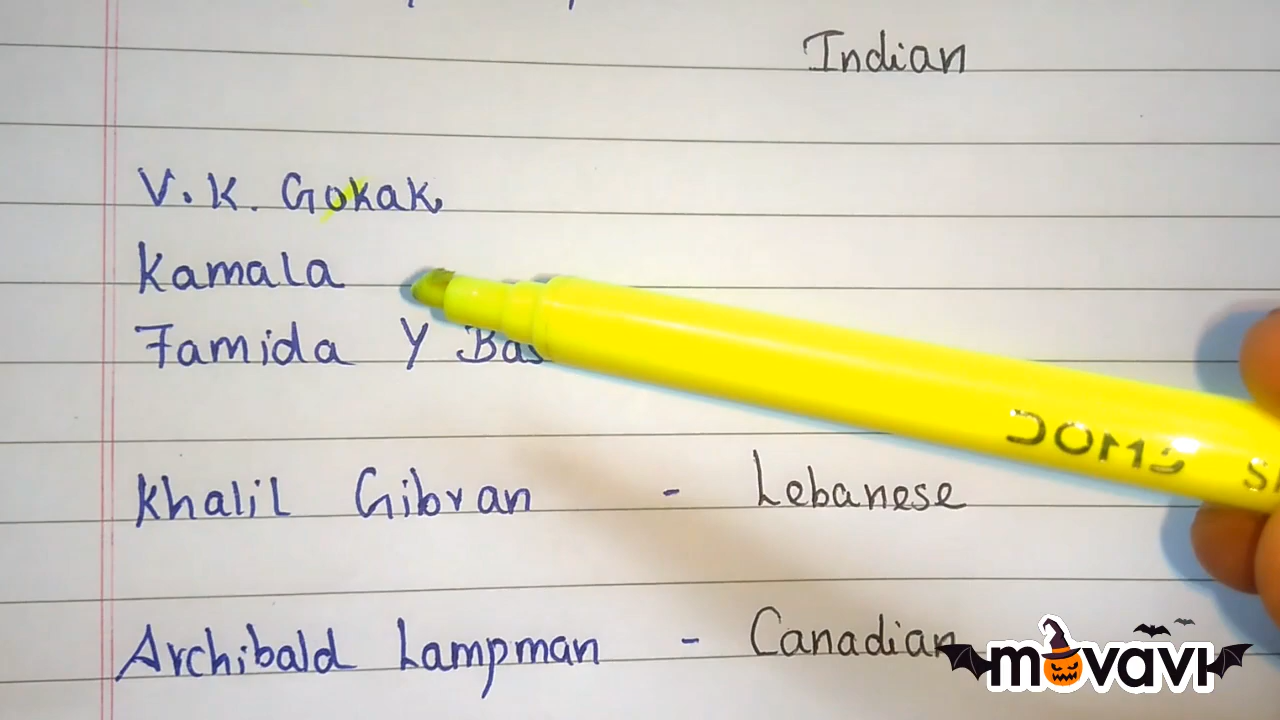 Indian
V. K. Gokak
Kamala
Famida Y
Khalil Gibran - Lebanese
Archibald Lampman - Canadian
movavi
DOMS